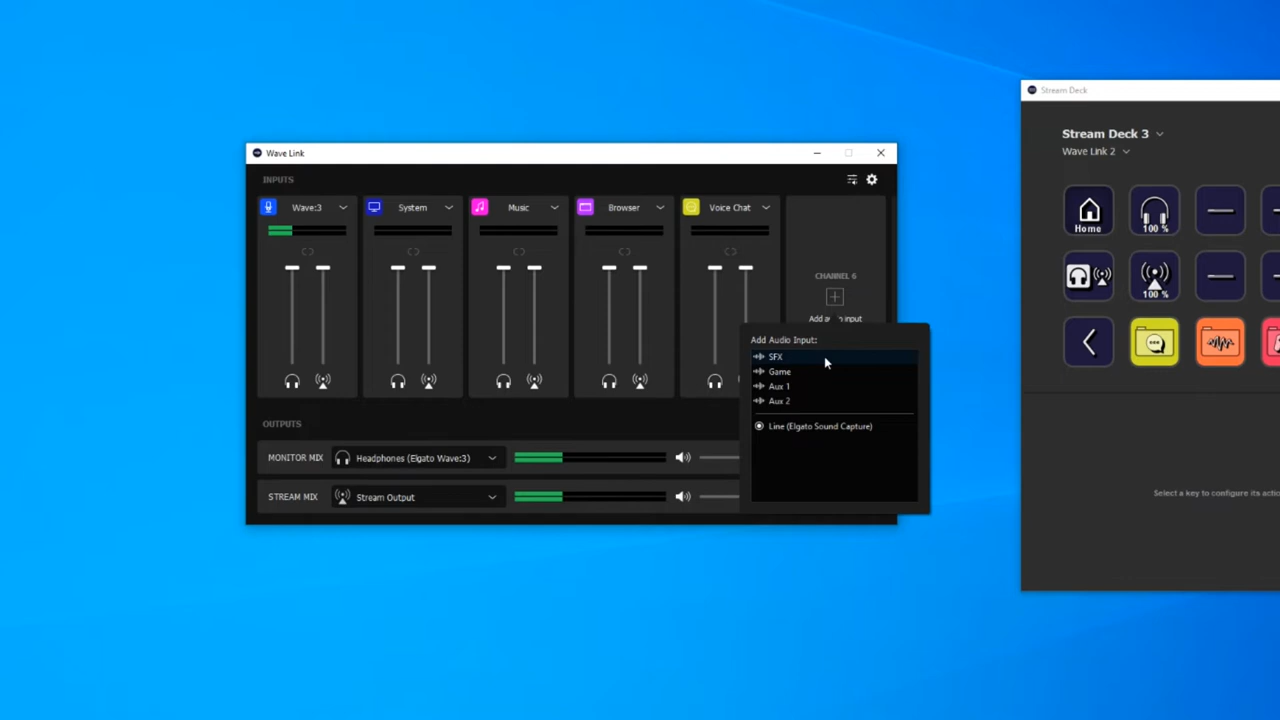 Wave Link
INPUTS
Wave:3
System
Music
Browser
Voice Chat
CHANNEL 6
Add audio input
Add Audio Input:
SFX
Game
Aux 1
Aux 2
Line (Elgato Sound Capture)
OUTPUTS
MONITOR MIX
Headphones (Elgato Wave:3)
STREAM MIX
Stream Output
Stream Deck
Stream Deck 3
Wave Link 2
Home
100 %
100 %
Select a key to configure its actio